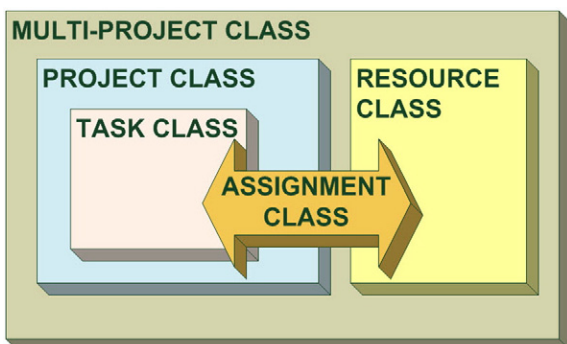 MULTI-PROJECT CLASS
PROJECT CLASS
RESOURCE
CLASS
TASK CLASS
ASSIGNMENT
CLASS